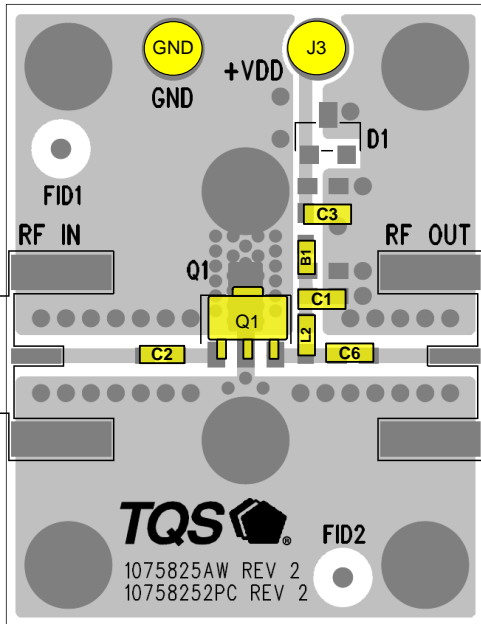 GND
J3
+VDD
GND
D1
FID1
C3
RF IN
RF OUT
B1
Q1
C1
Q1
L2
C2
C6
TQS
®
FID2
1075825AW REV 2
10758252PC REV 2